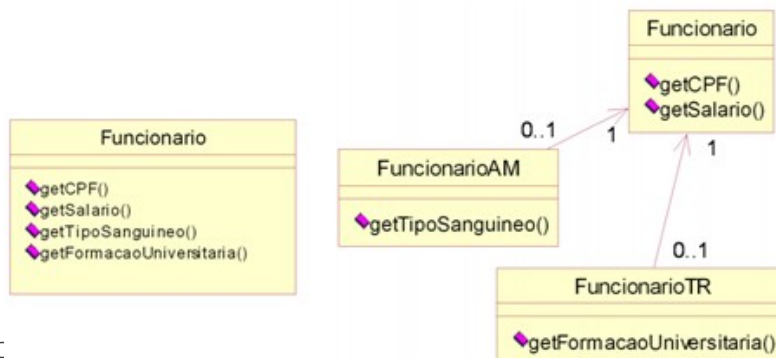 Funcionario
getCPF()
getSalario()
getTipoSanguineo()
getFormacaoUniversitaria()
Funcionario
getCPF()
getSalario()
0..1
1
1
FuncionarioAM
getTipoSanguineo()
0..1
FuncionarioTR
getFormacaoUniversitaria()